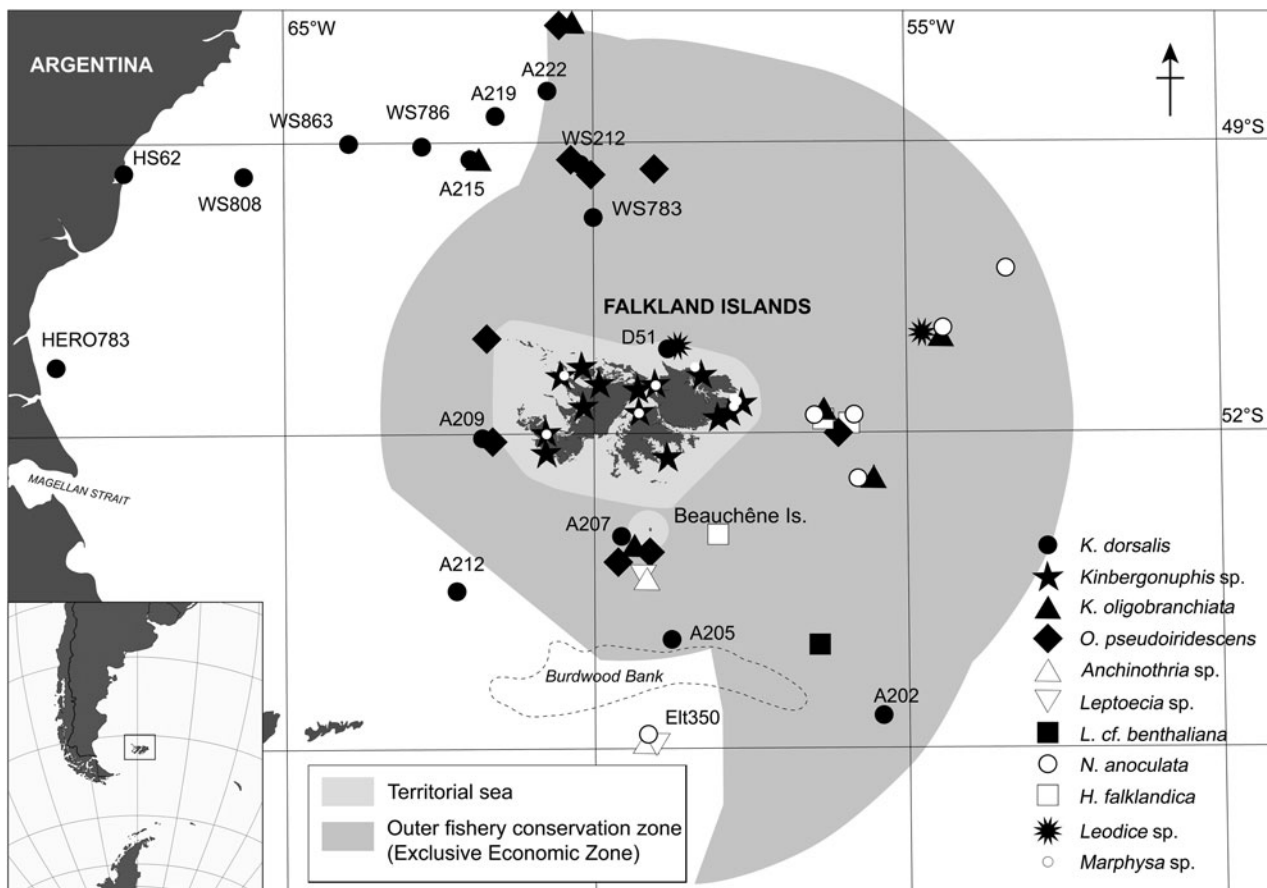 65°W
55°W
ARGENTINA
A222
A219
WS786
WS863
WS212
49°S
HS62
A215
WS808
WS783
FALKLAND ISLANDS
D51
HERO783
A209
52°S
MAGELLAN STRAIT
A207
Beauchêne Is.
A212
A205
Burdwood Bank
A202
Elt350
K. dorsalis
Kinbergonuphis sp.
K. oligobranchiata
O. pseudoiridescens
Anchinothria sp.
Leptoecia sp.
L. cf. benthaliana
N. anoculata
H. falklandica
Leodice sp.
Marphysa sp.
Territorial sea
Outer fishery conservation zone
(Exclusive Economic Zone)